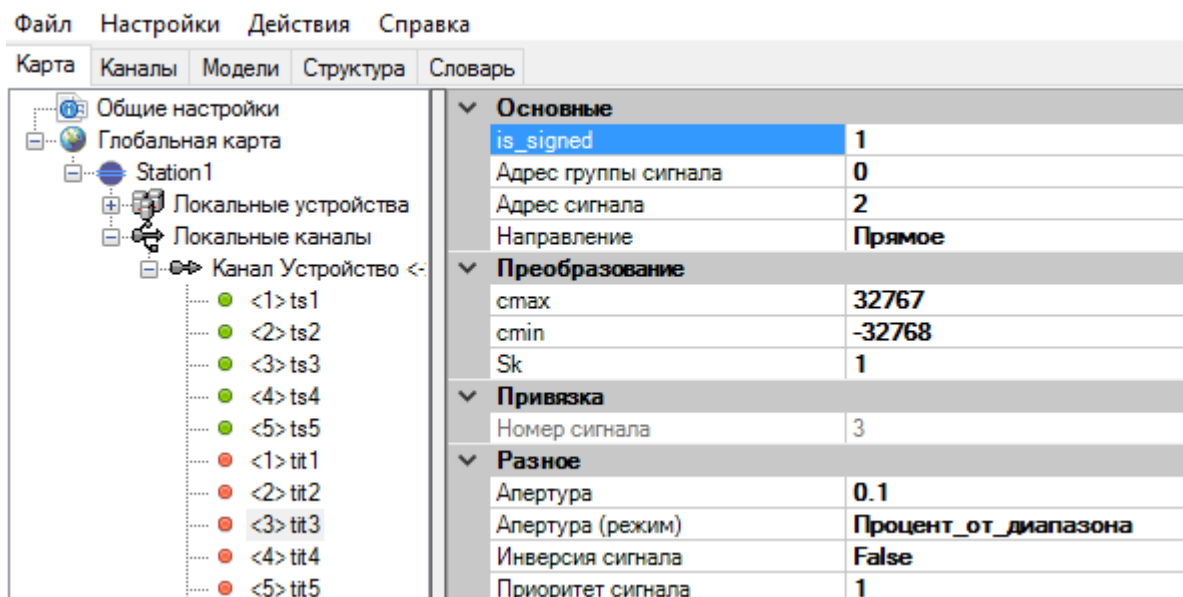 Файл Настройки Действия Справка
Карта Каналы Модели Структура Словарь
Общие настройки
Глобальная карта
Station1
Локальные устройства
Локальные каналы
Канал Устройство <-
<1> ts1
<2> ts2
<3> ts3
<4> ts4
<5> ts5
<1> tit1
<2> tit2
<3> tit3
<4> tit4
<5> tit5
Основные
is_signed 1
Адрес группы сигнала 0
Адрес сигнала 2
Направление Прямое
Преобразование
cmax 32767
cmin -32768
Sk 1
Привязка
Номер сигнала 3
Разное
Апертура 0.1
Апертура (режим) Процент_от_диапазона
Инверсия сигнала False
Приоритет сигнала 1